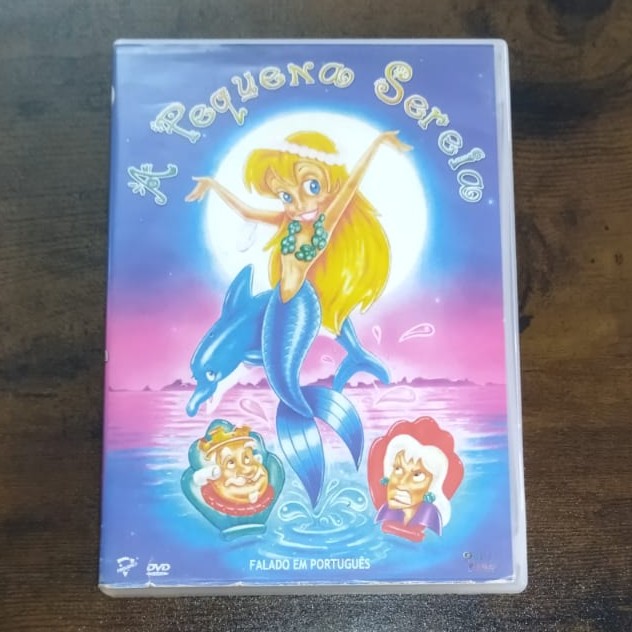 A Pequena Sereia
FALADO EM PORTUGUÊS
DVD